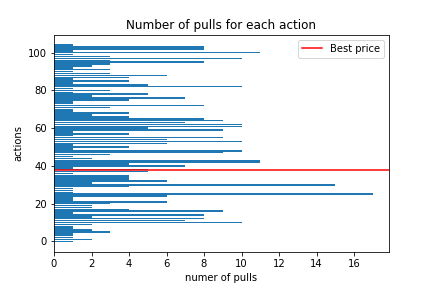 Number of pulls for each action
Best price
100
80
60
40
20
0
actions
0 2 4 6 8 10 12 14 16
numer of pulls